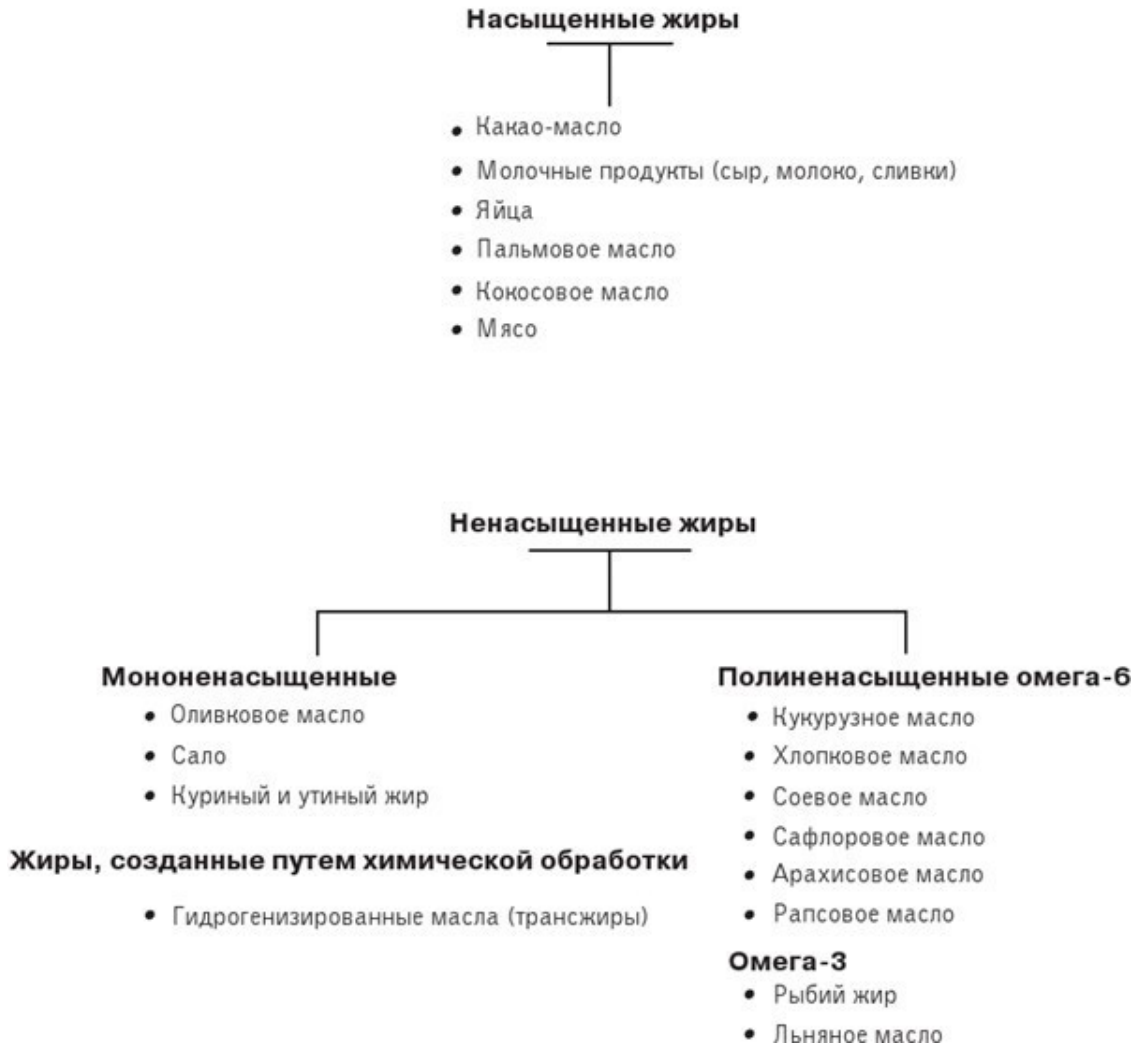 Насыщенные жиры
• Какао-масло
• Молочные продукты (сыр, молоко, сливки)
• Яйца
• Пальмовое масло
• Кокосовое масло
• Мясо
Ненасыщенные жиры
Мононенасыщенные
• Оливковое масло
• Сало
• Куриный и утиный жир
Жиры, созданные путем химической обработки
• Гидрогенизированные масла (трансжиры)
Полиненасыщенные омега-6
• Кукурузное масло
• Хлопковое масло
• Соевое масло
• Сафлоровое масло
• Арахисовое масло
• Рапсовое масло
Омега-3
• Рыбий жир
• Льняное масло